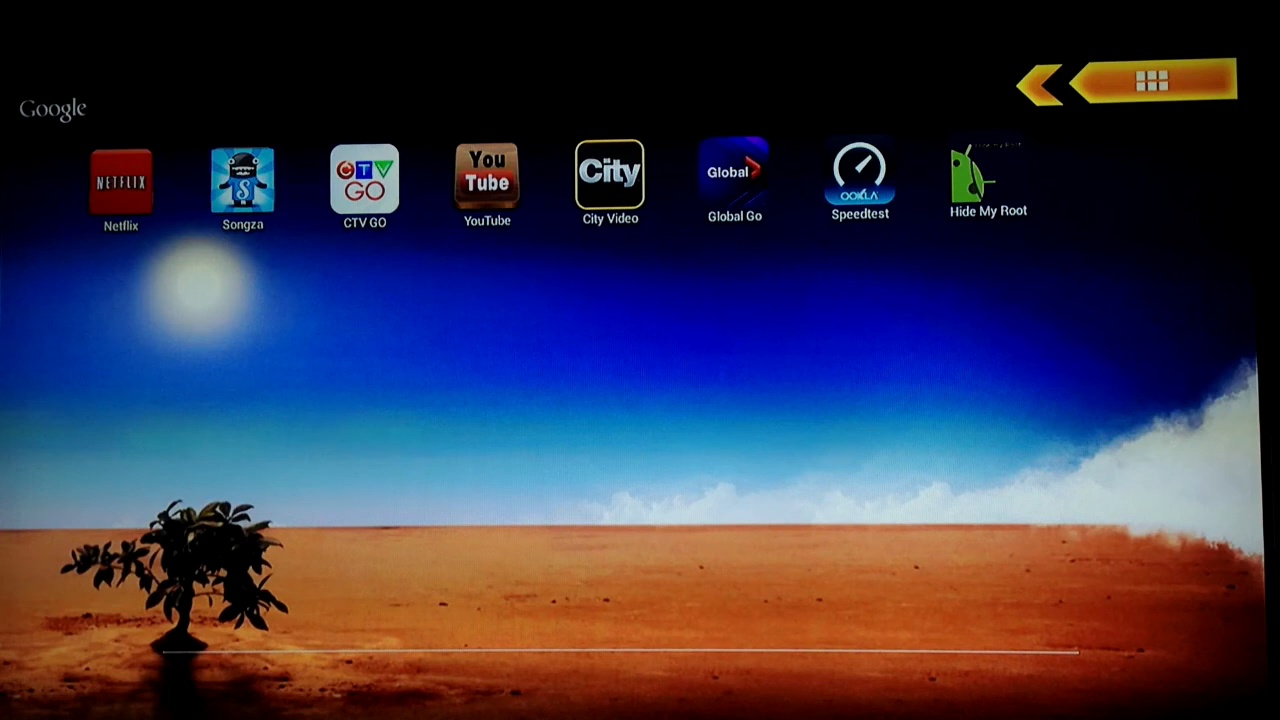 Google
NETFLIX
S
CTV
GO
You
Tube
City
Global
OOKLA
Netflix
Songza
CTV GO
YouTube
City Video
Global Go
Speedtest
Hide My Root